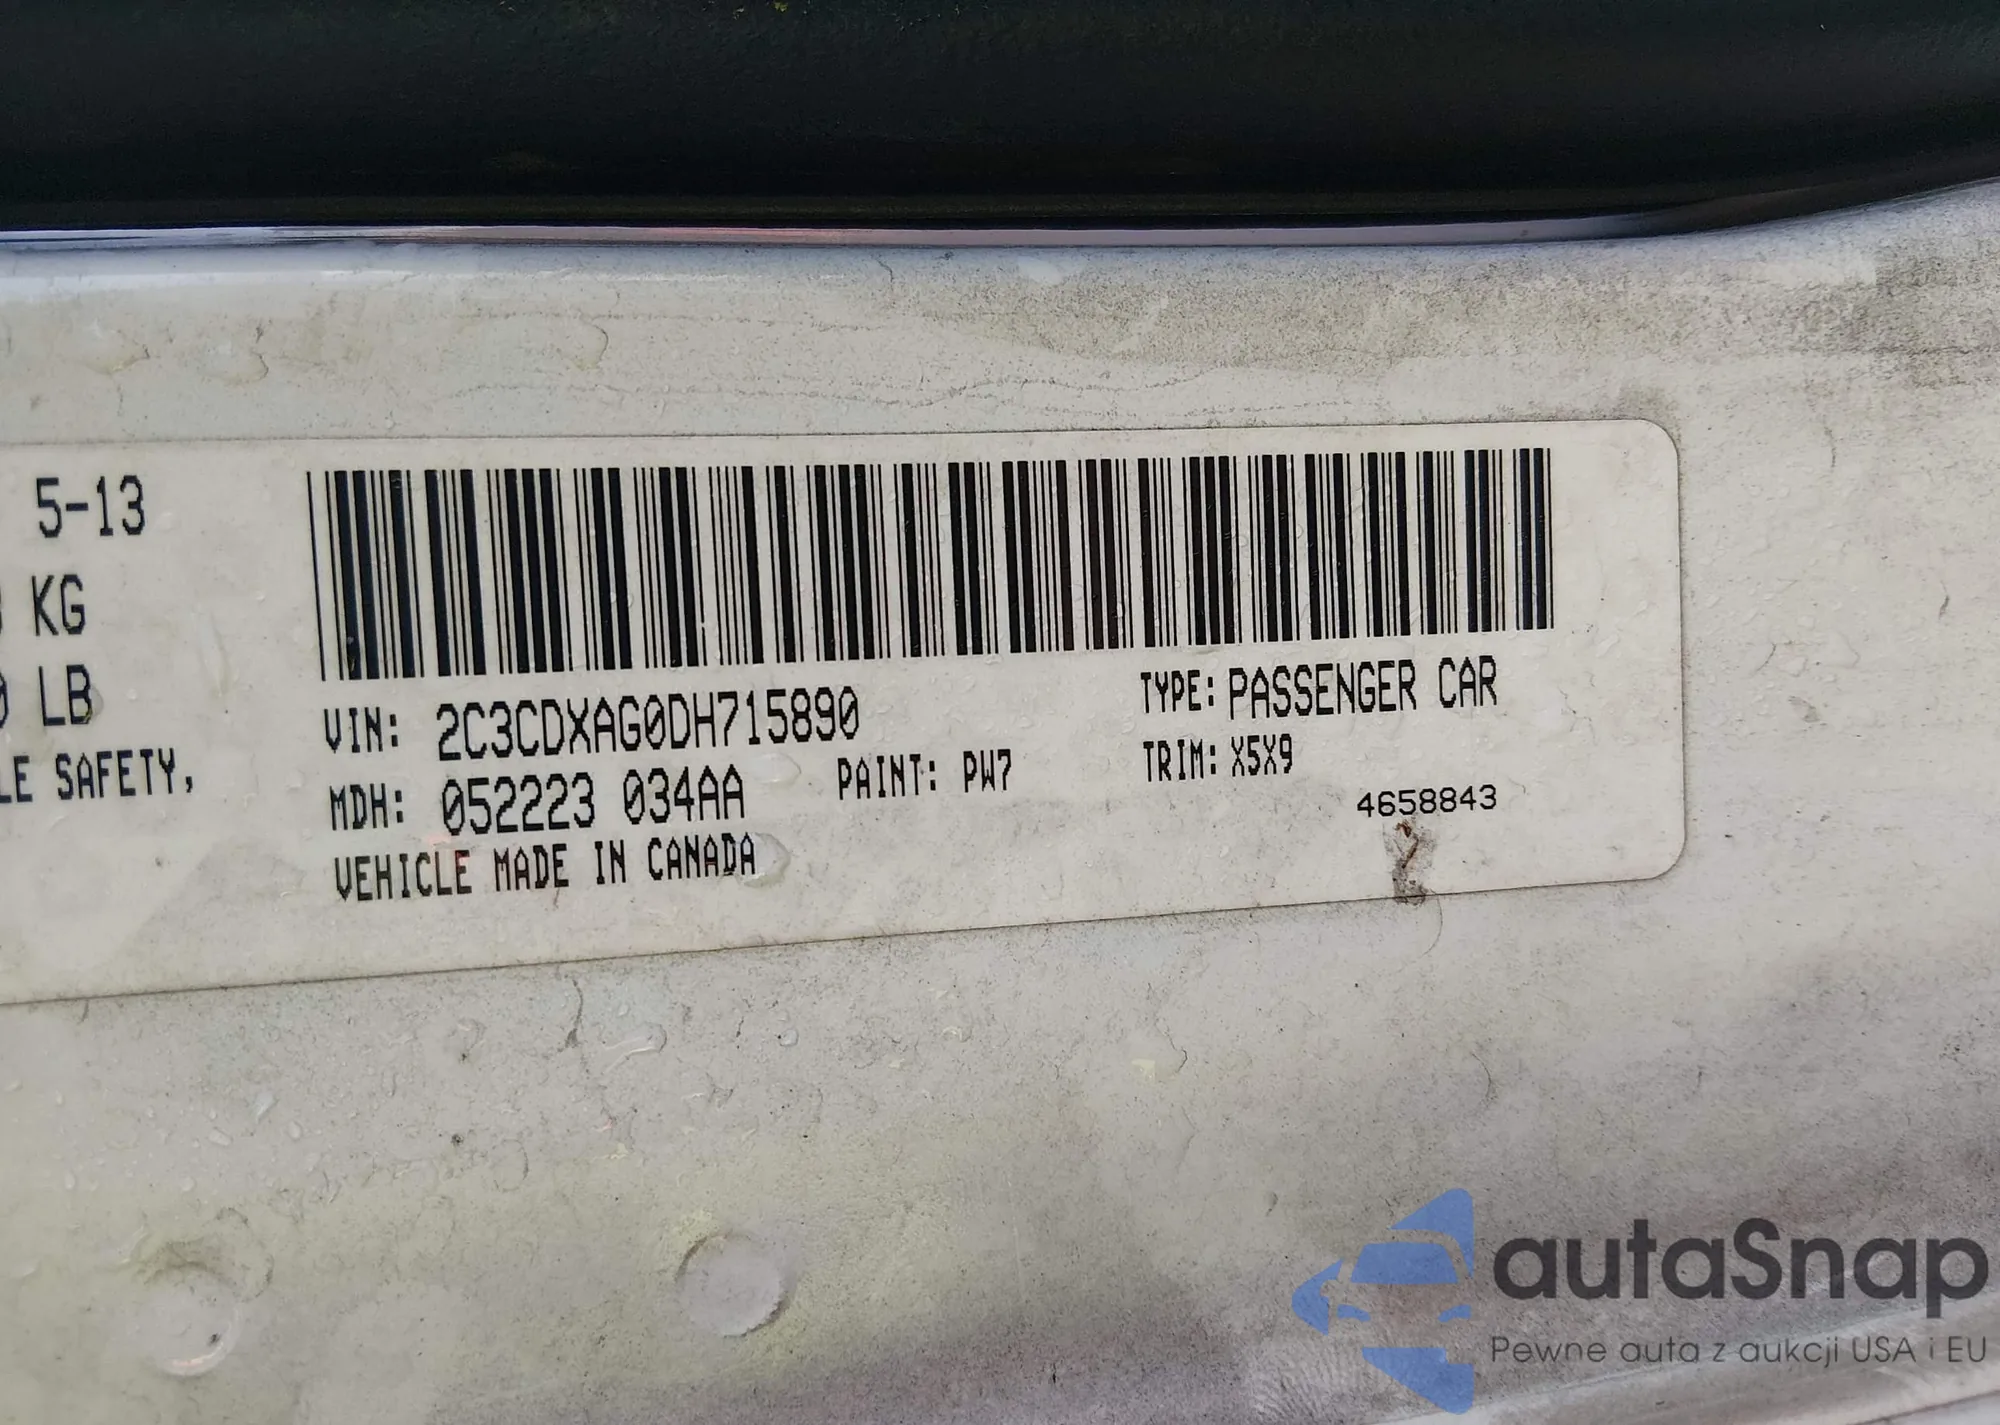 5-13
KG
LB
LE SAFETY,
VIN: 2C3CDXAG0DH715890
TYPE: PASSENGER CAR
MDH: 052223 034AA
PAINT: PW7
TRIM: X5X9
4658843
VEHICLE MADE IN CANADA
autaSnap
Pewne auta z aukcji USA i EU